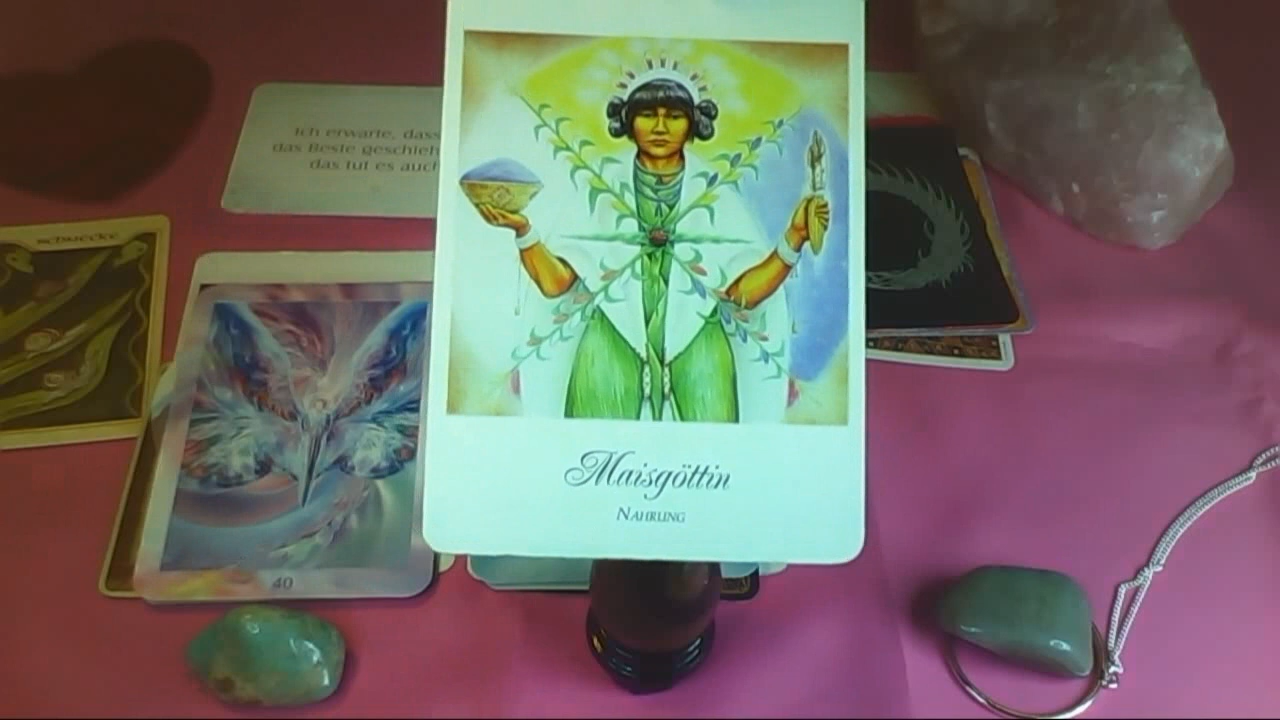 Ich erwarte, dass
das Beste geschieh
das tut es auch
Schnecke
40
Maisgöttin
NAHRUNG